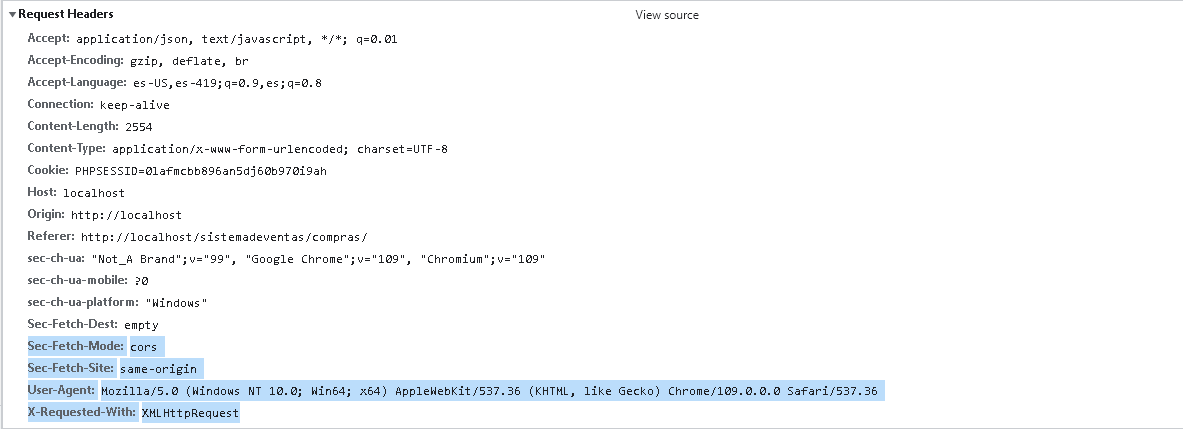 ▼Request Headers View source
Accept: application/json, text/javascript, */*; q=0.01
Accept-Encoding: gzip, deflate, br
Accept-Language: es-US,es-419;q=0.9,es;q=0.8
Connection: keep-alive
Content-Length: 2554
Content-Type: application/x-www-form-urlencoded; charset=UTF-8
Cookie: PHPSESSID=0lafmcbb896an5dj60b970i9ah
Host: localhost
Origin: http://localhost
Referer: http://localhost/sistemadeventas/compras/
sec-ch-ua: "Not_A Brand";v="99", "Google Chrome";v="109", "Chromium";v="109"
sec-ch-ua-mobile: ?0
sec-ch-ua-platform: "Windows"
Sec-Fetch-Dest: empty
Sec-Fetch-Mode: cors
Sec-Fetch-Site: same-origin
User-Agent: Mozilla/5.0 (Windows NT 10.0; Win64; x64) AppleWebKit/537.36 (KHTML, like Gecko) Chrome/109.0.0.0 Safari/537.36
X-Requested-With: XMLHttpRequest